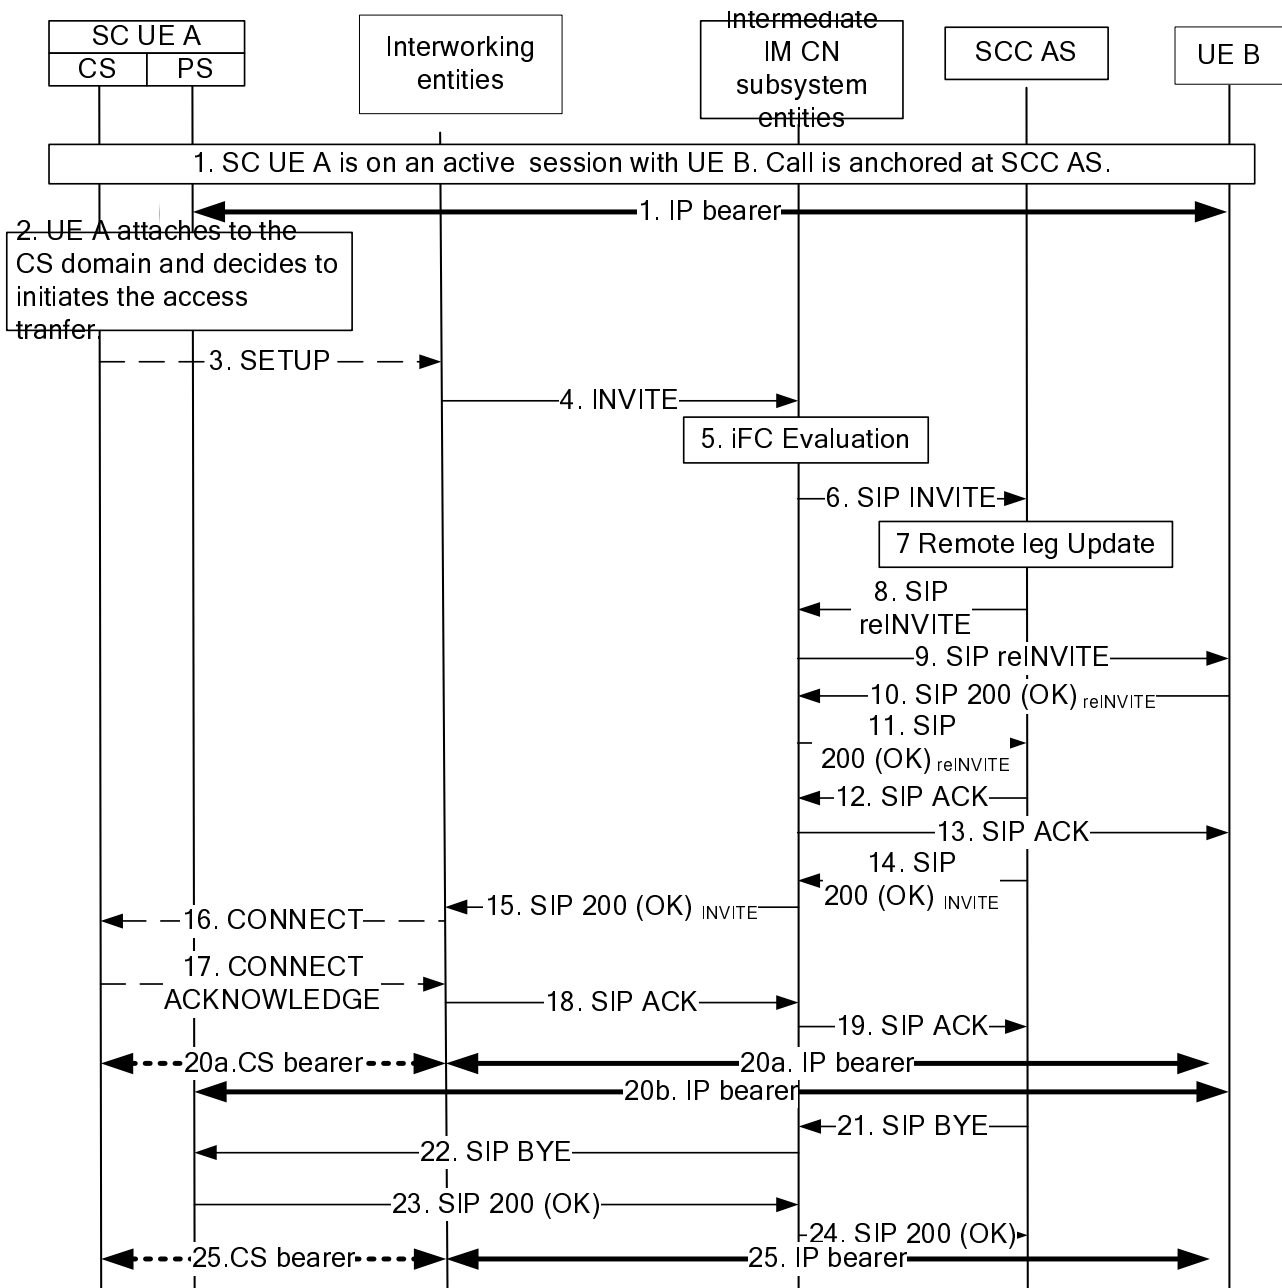 SC UE A
CS
PS
Interworking
entities
Intermediate
IM CN
subsystem
entities
SCC AS
UE B
1. SC UE A is on an active session with UE B. Call is anchored at SCC AS.
1. IP bearer
2. UE A attaches to the
CS domain and decides to
initiates the access
tranfer.
3. SETUP
4. INVITE
5. iFC Evaluation
6. SIP INVITE
7 Remote leg Update
8. SIP
reINVITE
9. SIP reINVITE
10. SIP 200 (OK) reINVITE
11. SIP
200 (OK) reINVITE
12. SIP ACK
13. SIP ACK
14. SIP
200 (OK) INVITE
15. SIP 200 (OK) INVITE
16. CONNECT
17. CONNECT
ACKNOWLEDGE
18. SIP ACK
19. SIP ACK
20a.CS bearer
20a. IP bearer
20b. IP bearer
21. SIP BYE
22. SIP BYE
23. SIP 200 (OK)
24. SIP 200 (OK)
25.CS bearer
25. IP bearer